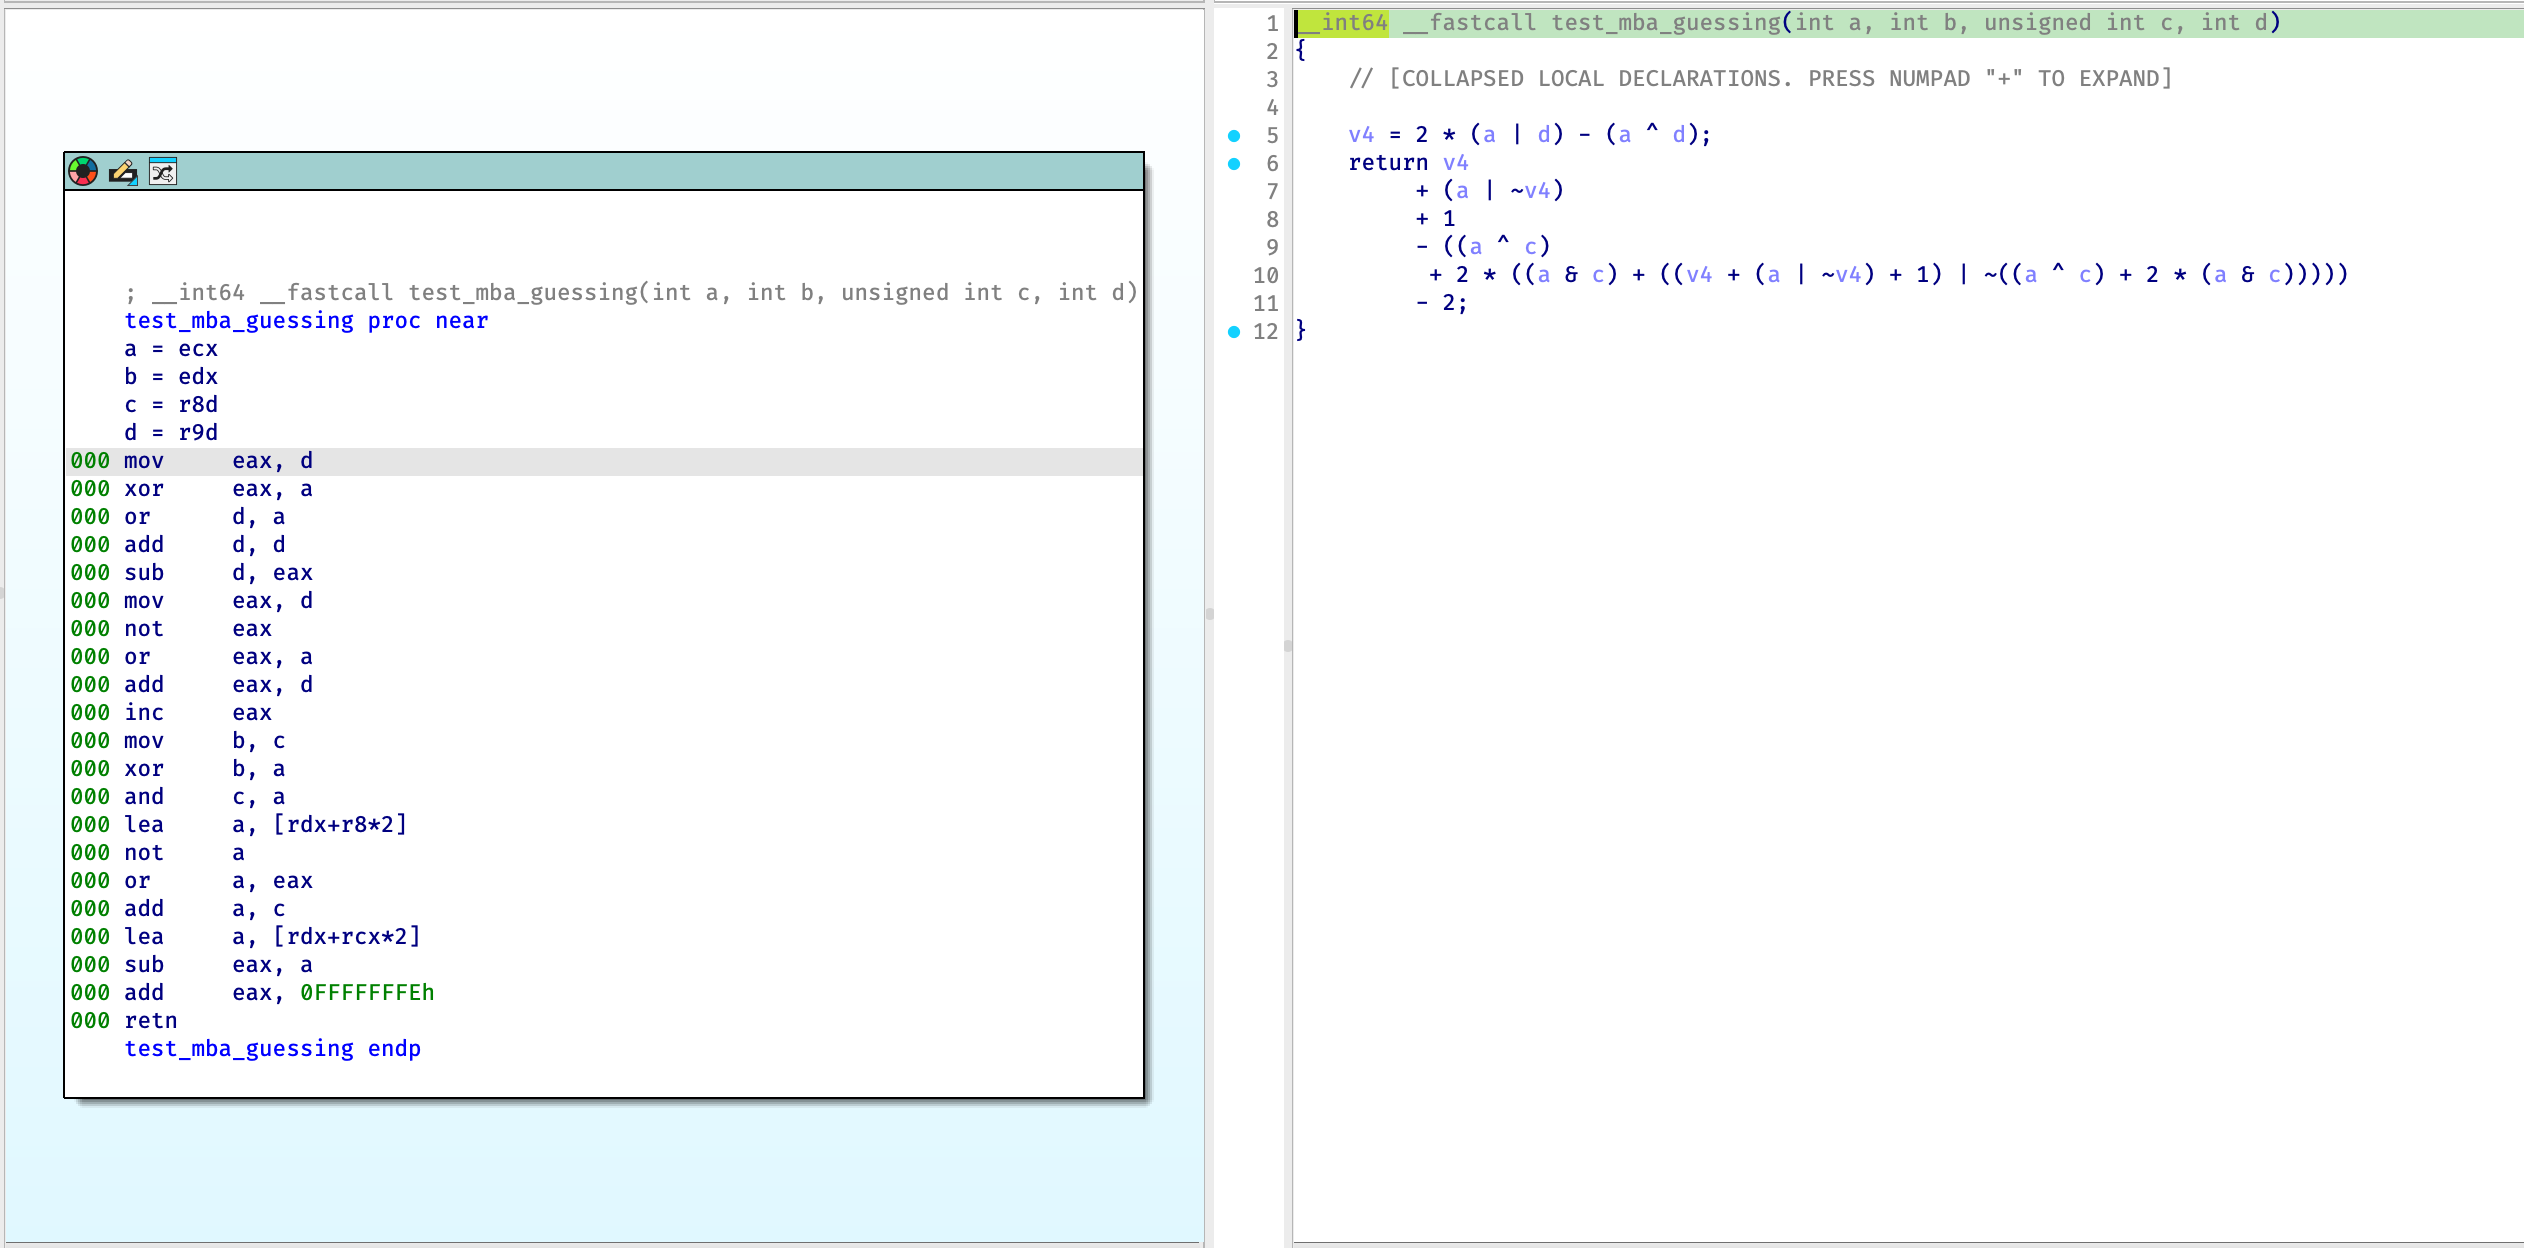 ; __int64 __fastcall test_mba_guessing(int a, int b, unsigned int c, int d)
test_mba_guessing proc near
a = ecx
b = edx
c = r8d
d = r9d
000 mov eax, d
000 xor eax, a
000 or d, a
000 add d, d
000 sub d, eax
000 mov eax, d
000 not eax
000 or eax, a
000 add eax, d
000 inc eax
000 mov b, c
000 xor b, a
000 and c, a
000 lea a, [rdx+r8*2]
000 not a
000 or a, eax
000 add a, c
000 lea a, [rdx+rcx*2]
000 sub eax, a
000 add eax, 0FFFFFFFEh
000 retn
test_mba_guessing endp
1 __int64 __fastcall test_mba_guessing(int a, int b, unsigned int c, int d)
2 {
3 // [COLLAPSED LOCAL DECLARATIONS. PRESS NUMPAD "+" TO EXPAND]
4
5 v4 = 2 * (a | d) - (a ^ d);
6 return v4
7 + (a | ~v4)
8 + 1
9 - ((a ^ c)
10 + 2 * ((a & c) + ((v4 + (a | ~v4) + 1) | ~((a ^ c) + 2 * (a & c)))))
11 - 2;
12 }